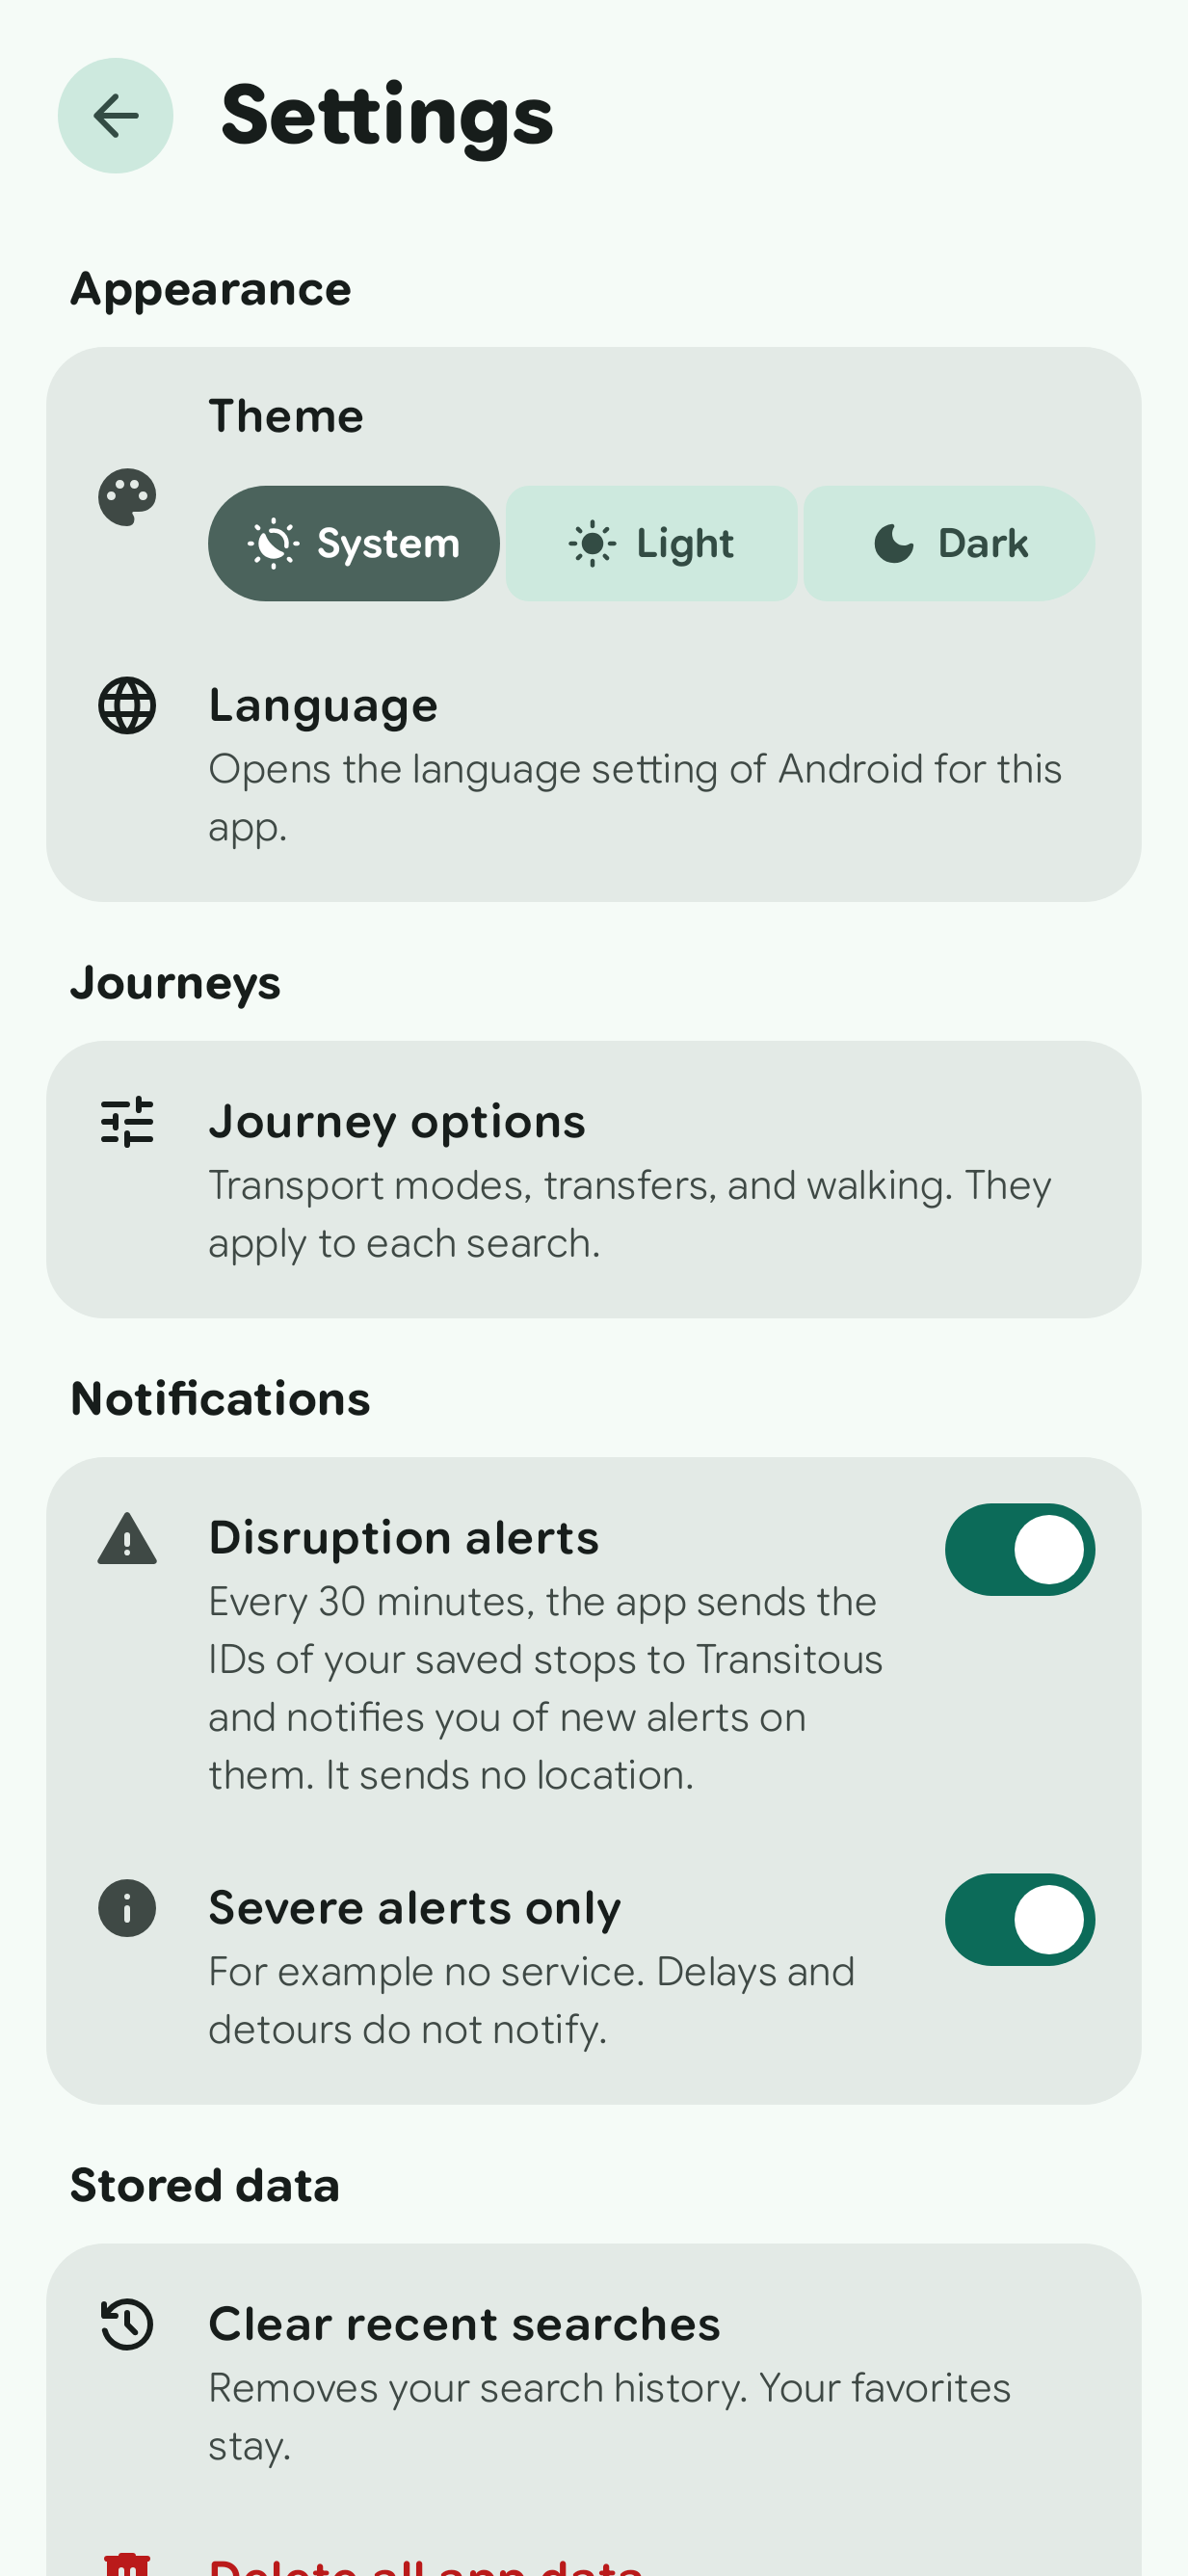 Settings
Appearance
Theme
System
Light
Dark
Language
Opens the language setting of Android for this
app.
Journeys
Journey options
Transport modes, transfers, and walking. They
apply to each search.
Notifications
Disruption alerts
Every 30 minutes, the app sends the
IDs of your saved stops to Transitous
and notifies you of new alerts on
them. It sends no location.
Severe alerts only
For example no service. Delays and
detours do not notify.
Stored data
Clear recent searches
Removes your search history. Your favorites
stay.
Delete all app data